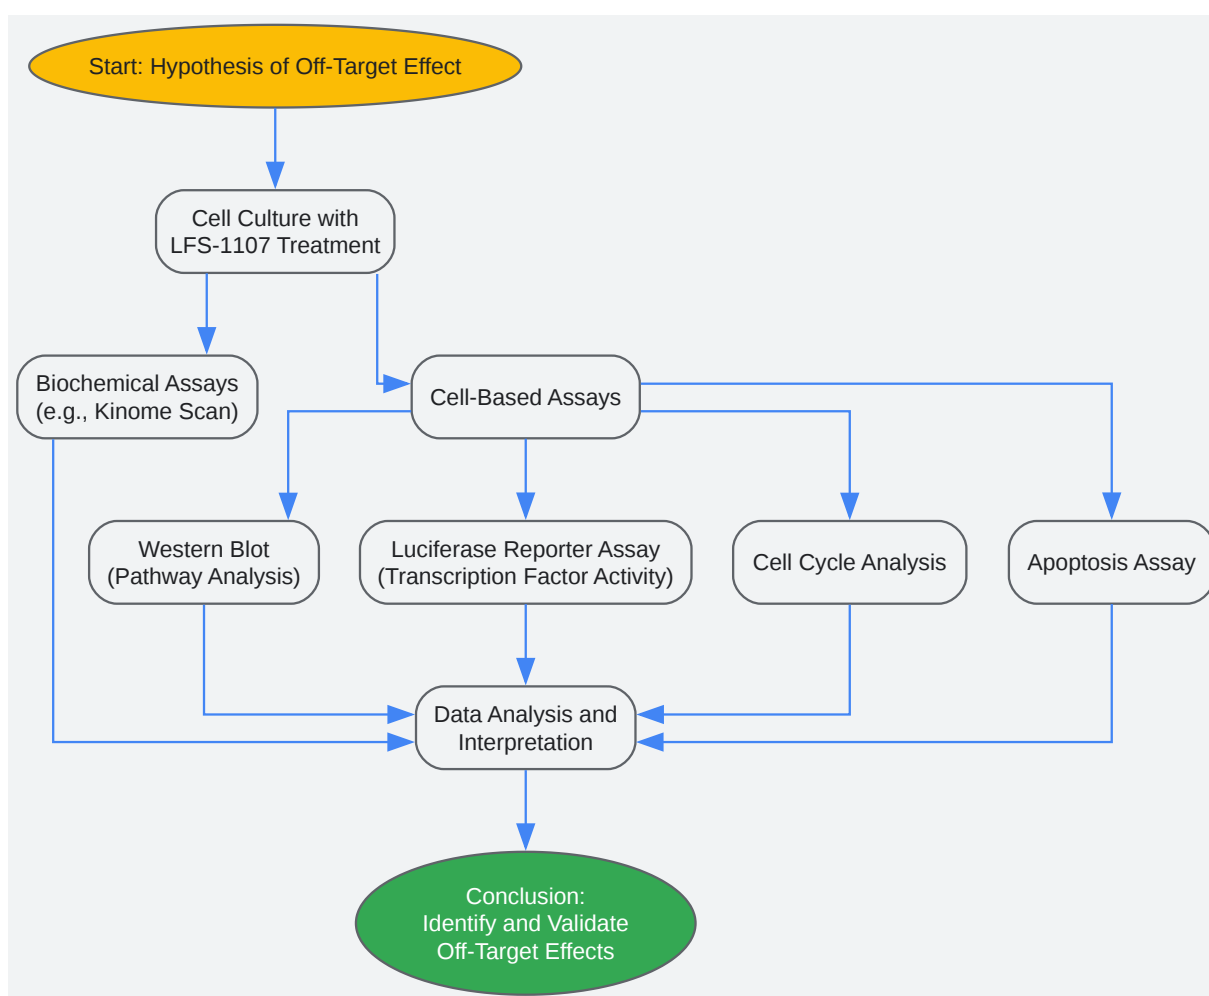 Start: Hypothesis of Off-Target Effect
Cell Culture with
LFS-1107 Treatment
Biochemical Assays
(e.g., Kinome Scan)
Cell-Based Assays
Western Blot
(Pathway Analysis)
Luciferase Reporter Assay
(Transcription Factor Activity)
Cell Cycle Analysis
Apoptosis Assay
Data Analysis and
Interpretation
Conclusion:
Identify and Validate
Off-Target Effects